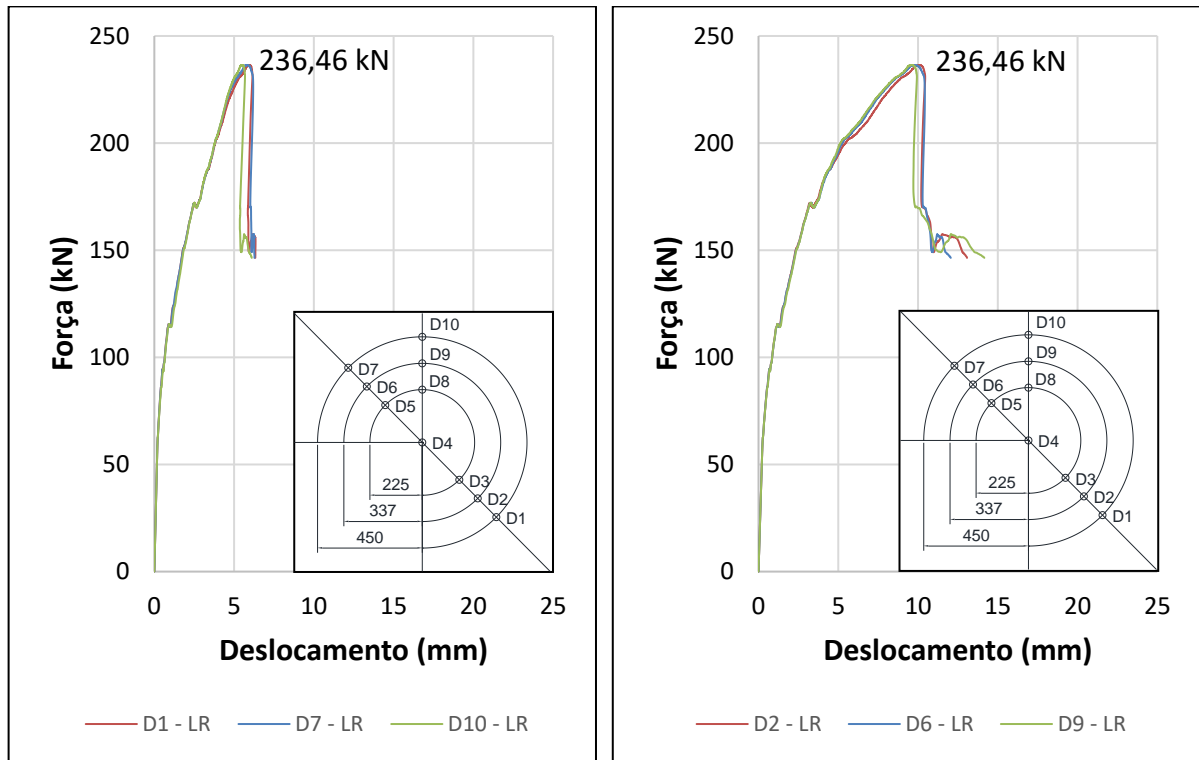 250
236,46 kN
200
150
100
50
0
Força (kN)
0 5 10 15 20 25
Deslocamento (mm)
D10
D9
D8
D7
D6
D5
D4
D3
D2
D1
225
337
450
D1 - LR D7 - LR D10 - LR
250
236,46 kN
200
150
100
50
0
Força (kN)
0 5 10 15 20 25
Deslocamento (mm)
D10
D9
D8
D7
D6
D5
D4
D3
D2
D1
225
337
450
D2 - LR D6 - LR D9 - LR